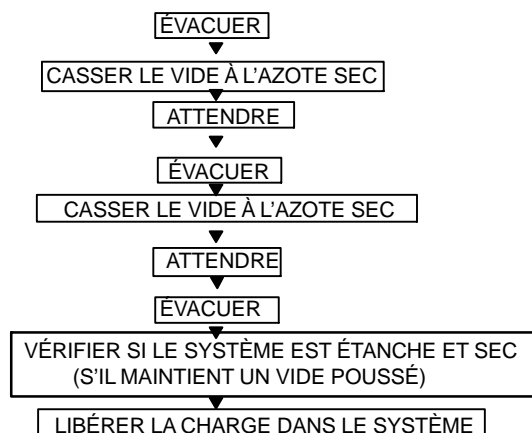 ÉVACUER
CASSER LE VIDE À L'AZOTE SEC
ATTENDRE
ÉVACUER
CASSER LE VIDE À L'AZOTE SEC
ATTENDRE
ÉVACUER
VÉRIFIER SI LE SYSTÈME EST ÉTANCHE ET SEC
(S'IL MAINTIENT UN VIDE POUSSÉ)
LIBÉRER LA CHARGE DANS LE SYSTÈME